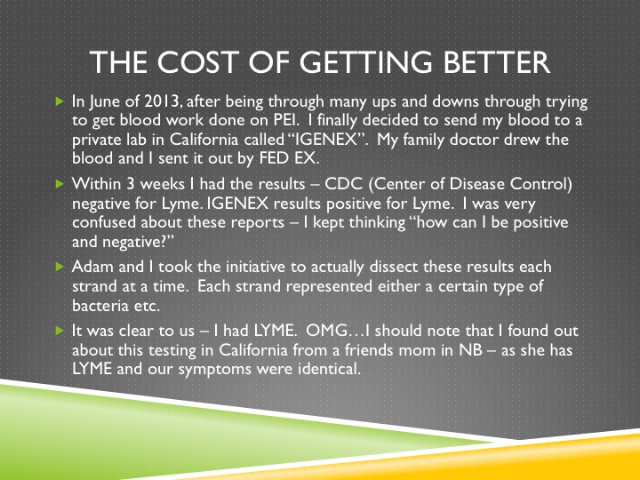 THE COST OF GETTING BETTER
In June of 2013, after being through many ups and downs through trying
to get blood work done on PEI.  I finally decided to send my blood to a
private lab in California called “IGENEX”.  My family doctor drew the
blood and I sent it out by FED EX.
Within 3 weeks I had the results – CDC (Center of Disease Control)
negative for Lyme. IGENEX results positive for Lyme.  I was very
confused about these reports – I kept thinking “how can I be positive
and negative?”
Adam and I took the initiative to actually dissect these results each
strand at a time.  Each strand represented either a certain type of
bacteria etc.
It was clear to us – I had LYME.  OMG…I should note that I found out
about this testing in California from a friends mom in NB – as she has
LYME and our symptoms were identical.